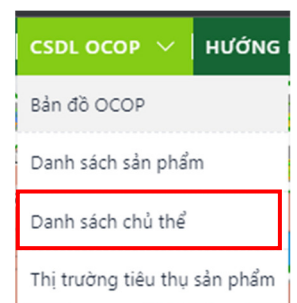 CSDL OCOP HƯỚNG
Bản đồ OCOP
Danh sách sản phẩm
Danh sách chủ thể
Thị trường tiêu thụ sản phẩm